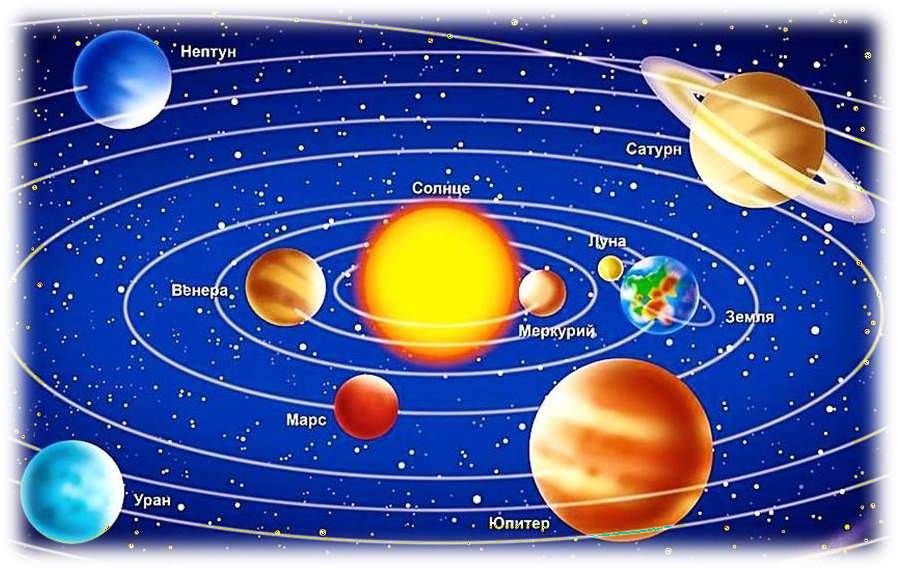 Нептун
Сатурн
Солнце
Луна
Венера
Земля
Меркурий
Марс
Уран
Юпитер